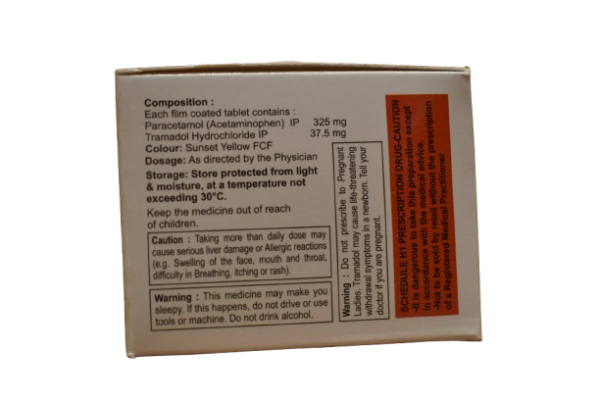 Composition :
Each film coated tablet contains :
Paracetamol (Acetaminophen) IP 325 mg
Tramadol Hydrochloride IP 37.5 mg
Colour: Sunset Yellow FCF
Dosage: As directed by the Physician
Storage: Store protected from light
& moisture, at a temperature not
exceeding 30°C.
Keep the medicine out of reach
of children.
Caution : Taking more than daily dose may
cause serious liver damage or Allergic reactions
(e.g. Swelling of the face, mouth and throat,
difficulty in Breathing, itching or rash).
Warning : This medicine may make you
sleepy. If this happens, do not drive or use
tools or machine. Do not drink alcohol.
Warning : Do not prescribe to Pregnant
Ladies. Tramadol may cause life-threatening
withdrawal symptoms in a newborn. Tell your
doctor if you are pregnant.
SCHEDULE H1 PRESCRIPTION DRUG-CAUTION
-It is dangerous to take this preparation except
in accordance with the medical advice.
-Not to be sold by retail without the prescription
of a Registered Medical Practitioner